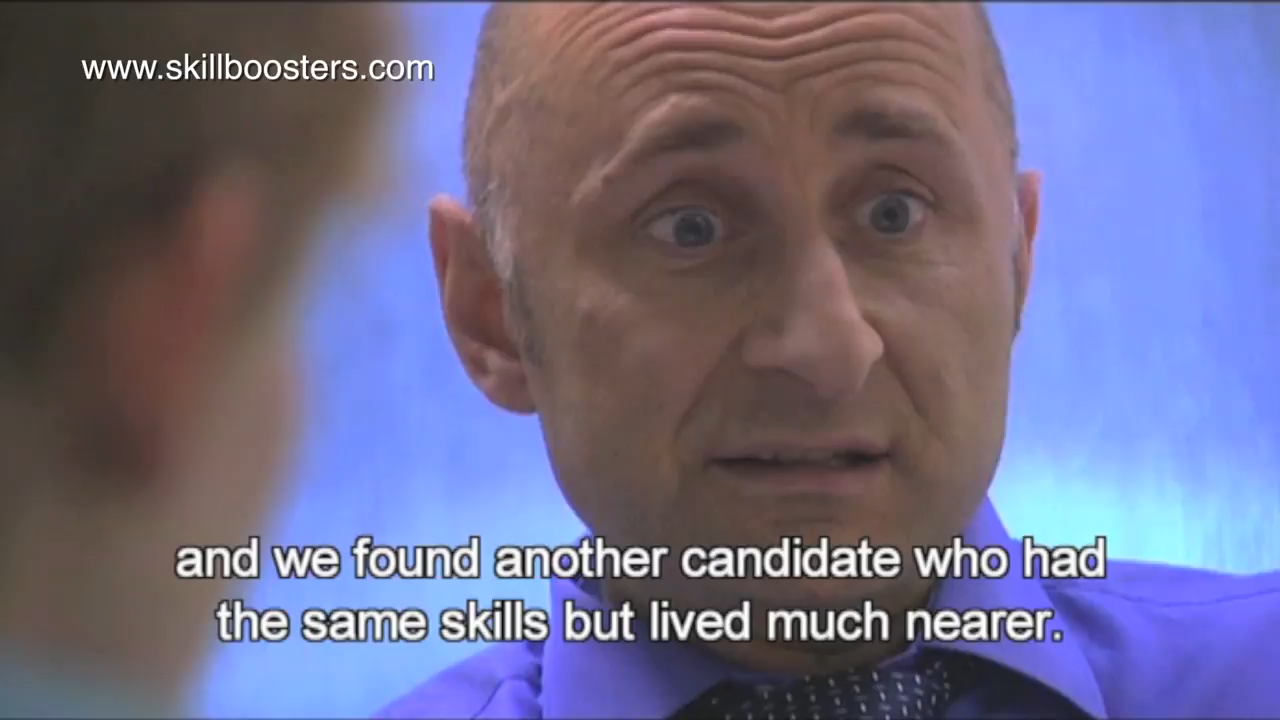 www.skillboosters.com
and we found another candidate who had
the same skills but lived much nearer.